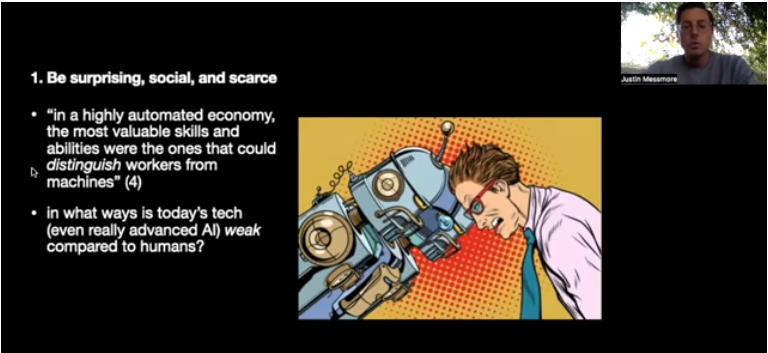 Justin Messmore
1. Be surprising, social, and scarce
• "in a highly automated economy,
the most valuable skills and
abilities were the ones that could
distinguish workers from
machines" (4)
• in what ways is today's tech
(even really advanced AI) weak
compared to humans?